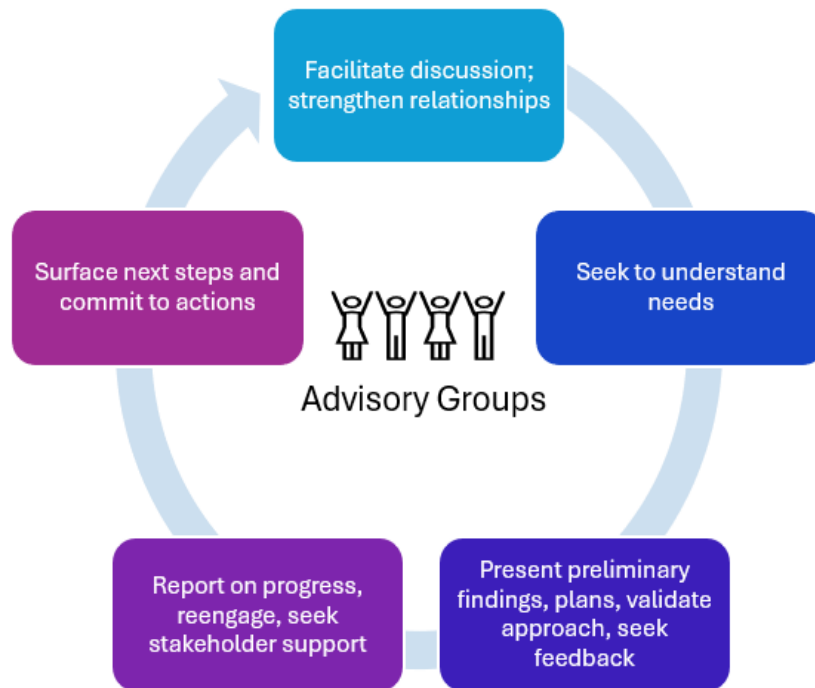 Facilitate discussion;
strengthen relationships
Seek to understand
needs
Present preliminary
findings, plans, validate
approach, seek
feedback
Report on progress,
reengage, seek
stakeholder support
Surface next steps and
commit to actions
Advisory Groups